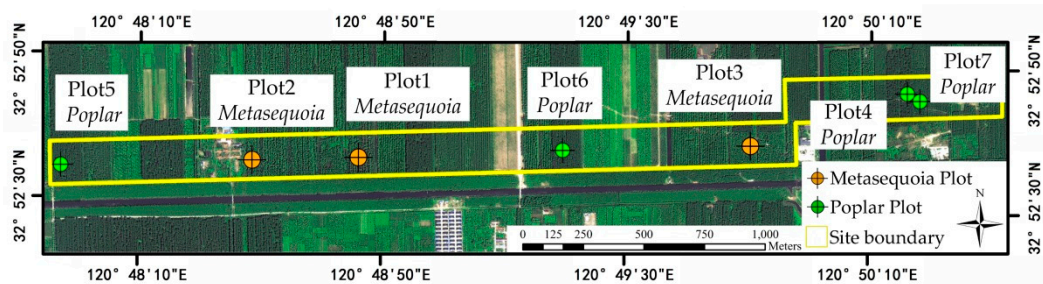 120° 48′10″E
120° 48′50″E
120° 49′30″E
120° 50′10″E
32° 52′50″N
32° 52′50″N
Plot5
Poplar
Plot2
Metasequoia
Plot1
Metasequoia
Plot6
Poplar
Plot3
Metasequoia
Plot7
Poplar
Plot4
Poplar
32° 52′30″N
32° 52′30″N
Metasequoia Plot
Poplar Plot
Site boundary
N
0 125 250 500 750 1,000
Meters
120° 48′10″E
120° 48′50″E
120° 49′30″E
120° 50′10″E